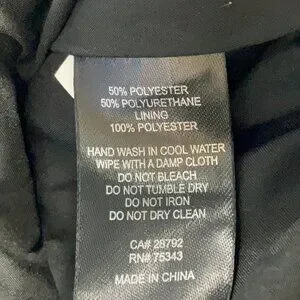 50% POLYESTER
50% POLYURETHANE
LINING
100% POLYESTER
HAND WASH IN COOL WATER
WIPE WITH A DAMP CLOTH
DO NOT BLEACH
DO NOT TUMBLE DRY
DO NOT IRON
DO NOT DRY CLEAN
CA# 28792
RN# 75343
MADE IN CHINA